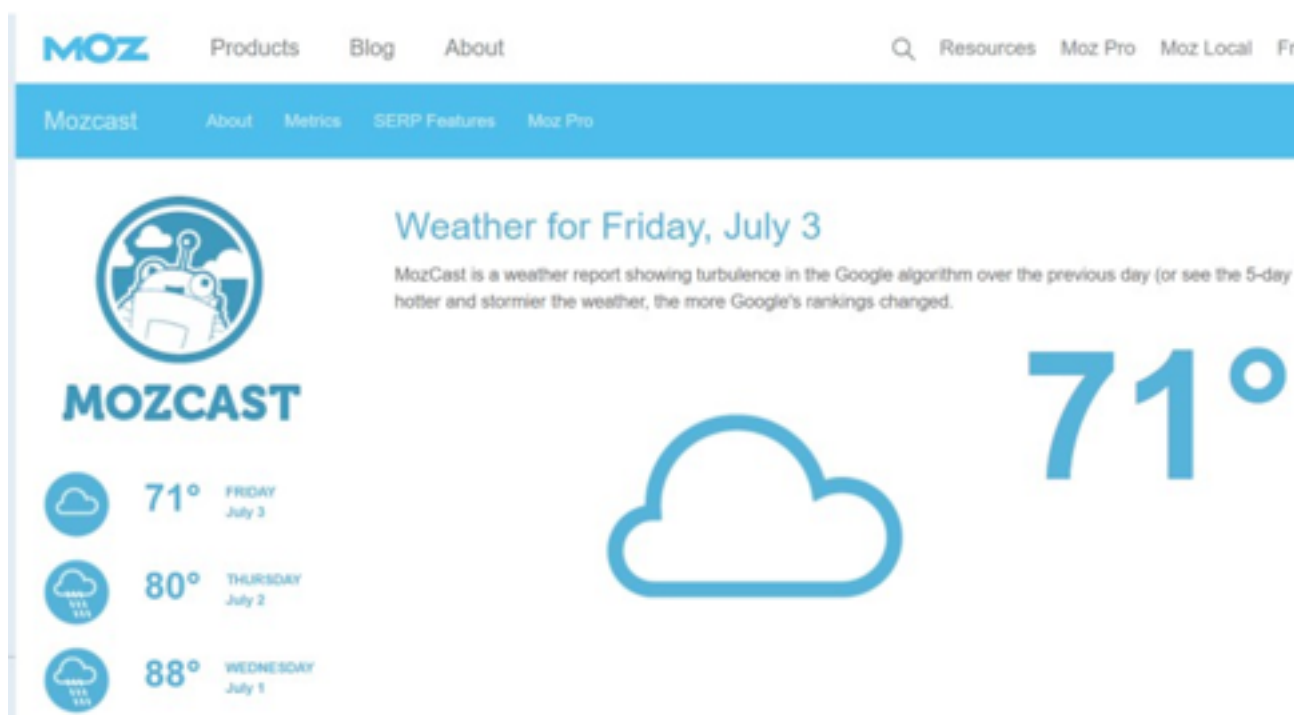 MOZ Products Blog About Resources Moz Pro Moz Local
Mozcast About Metrics SERP Features Moz Pro
Weather for Friday, July 3
MozCast is a weather report showing turbulence in the Google algorithm over the previous day (or see the 5-day
hotter and stormier the weather, the more Google's rankings changed.
MOZCAST
71°
71° FRIDAY
July 3
80° THURSDAY
July 2
88° WEDNESDAY
July 1